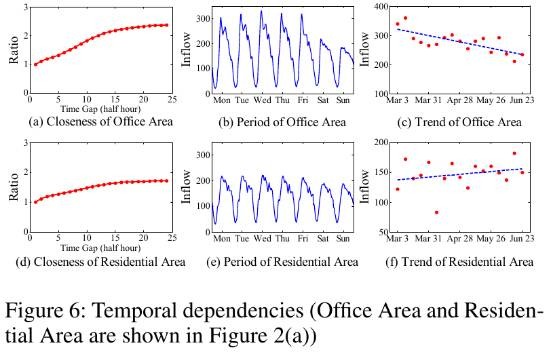 3
2
1
0
Ratio
0 5 10 15 20 25
Time Gap (half hour)
(a) Closeness of Office Area
300
200
100
0
Inflow
Mon Tue Wed Thu Fri Sat Sun
(b) Period of Office Area
400
300
200
100
Inflow
Mar 3 Mar 31 Apr 28 May 26 Jun 23
(c) Trend of Office Area
3
2
1
0
Ratio
0 5 10 15 20 25
Time Gap (half hour)
(d) Closeness of Residential Area
300
200
100
0
Inflow
Mon Tue Wed Thu Fri Sat Sun
(e) Period of Residential Area
200
150
100
50
Inflow
Mar 3 Mar 31 Apr 28 May 26 Jun 23
(f) Trend of Residential Area
Figure 6: Temporal dependencies (Office Area and Residen-
tial Area are shown in Figure 2(a))